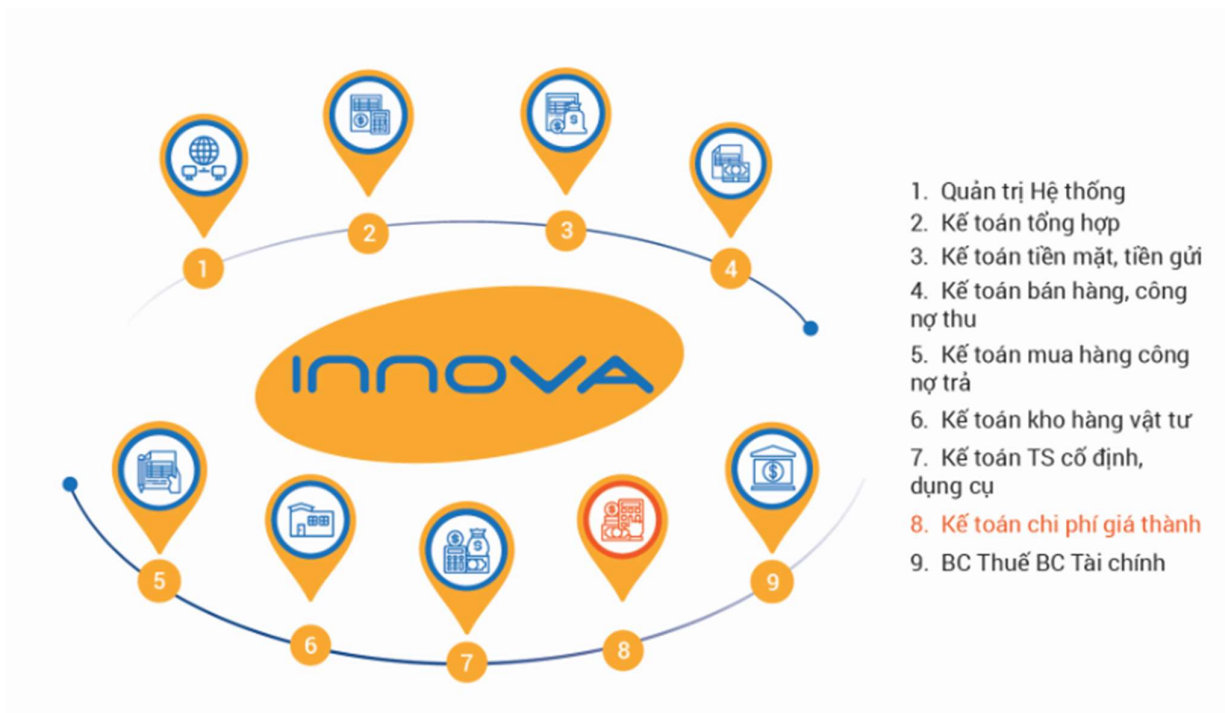 1
2
3
4
INNOVA
5
6
7
8
9
1. Quản trị Hệ thống
2. Kế toán tổng hợp
3. Kế toán tiền mặt, tiền gửi
4. Kế toán bán hàng, công
nợ thu
5. Kế toán mua hàng công
nợ trả
6. Kế toán kho hàng vật tư
7. Kế toán TS cố định,
dụng cụ
8. Kế toán chi phí giá thành
9. BC Thuế BC Tài chính